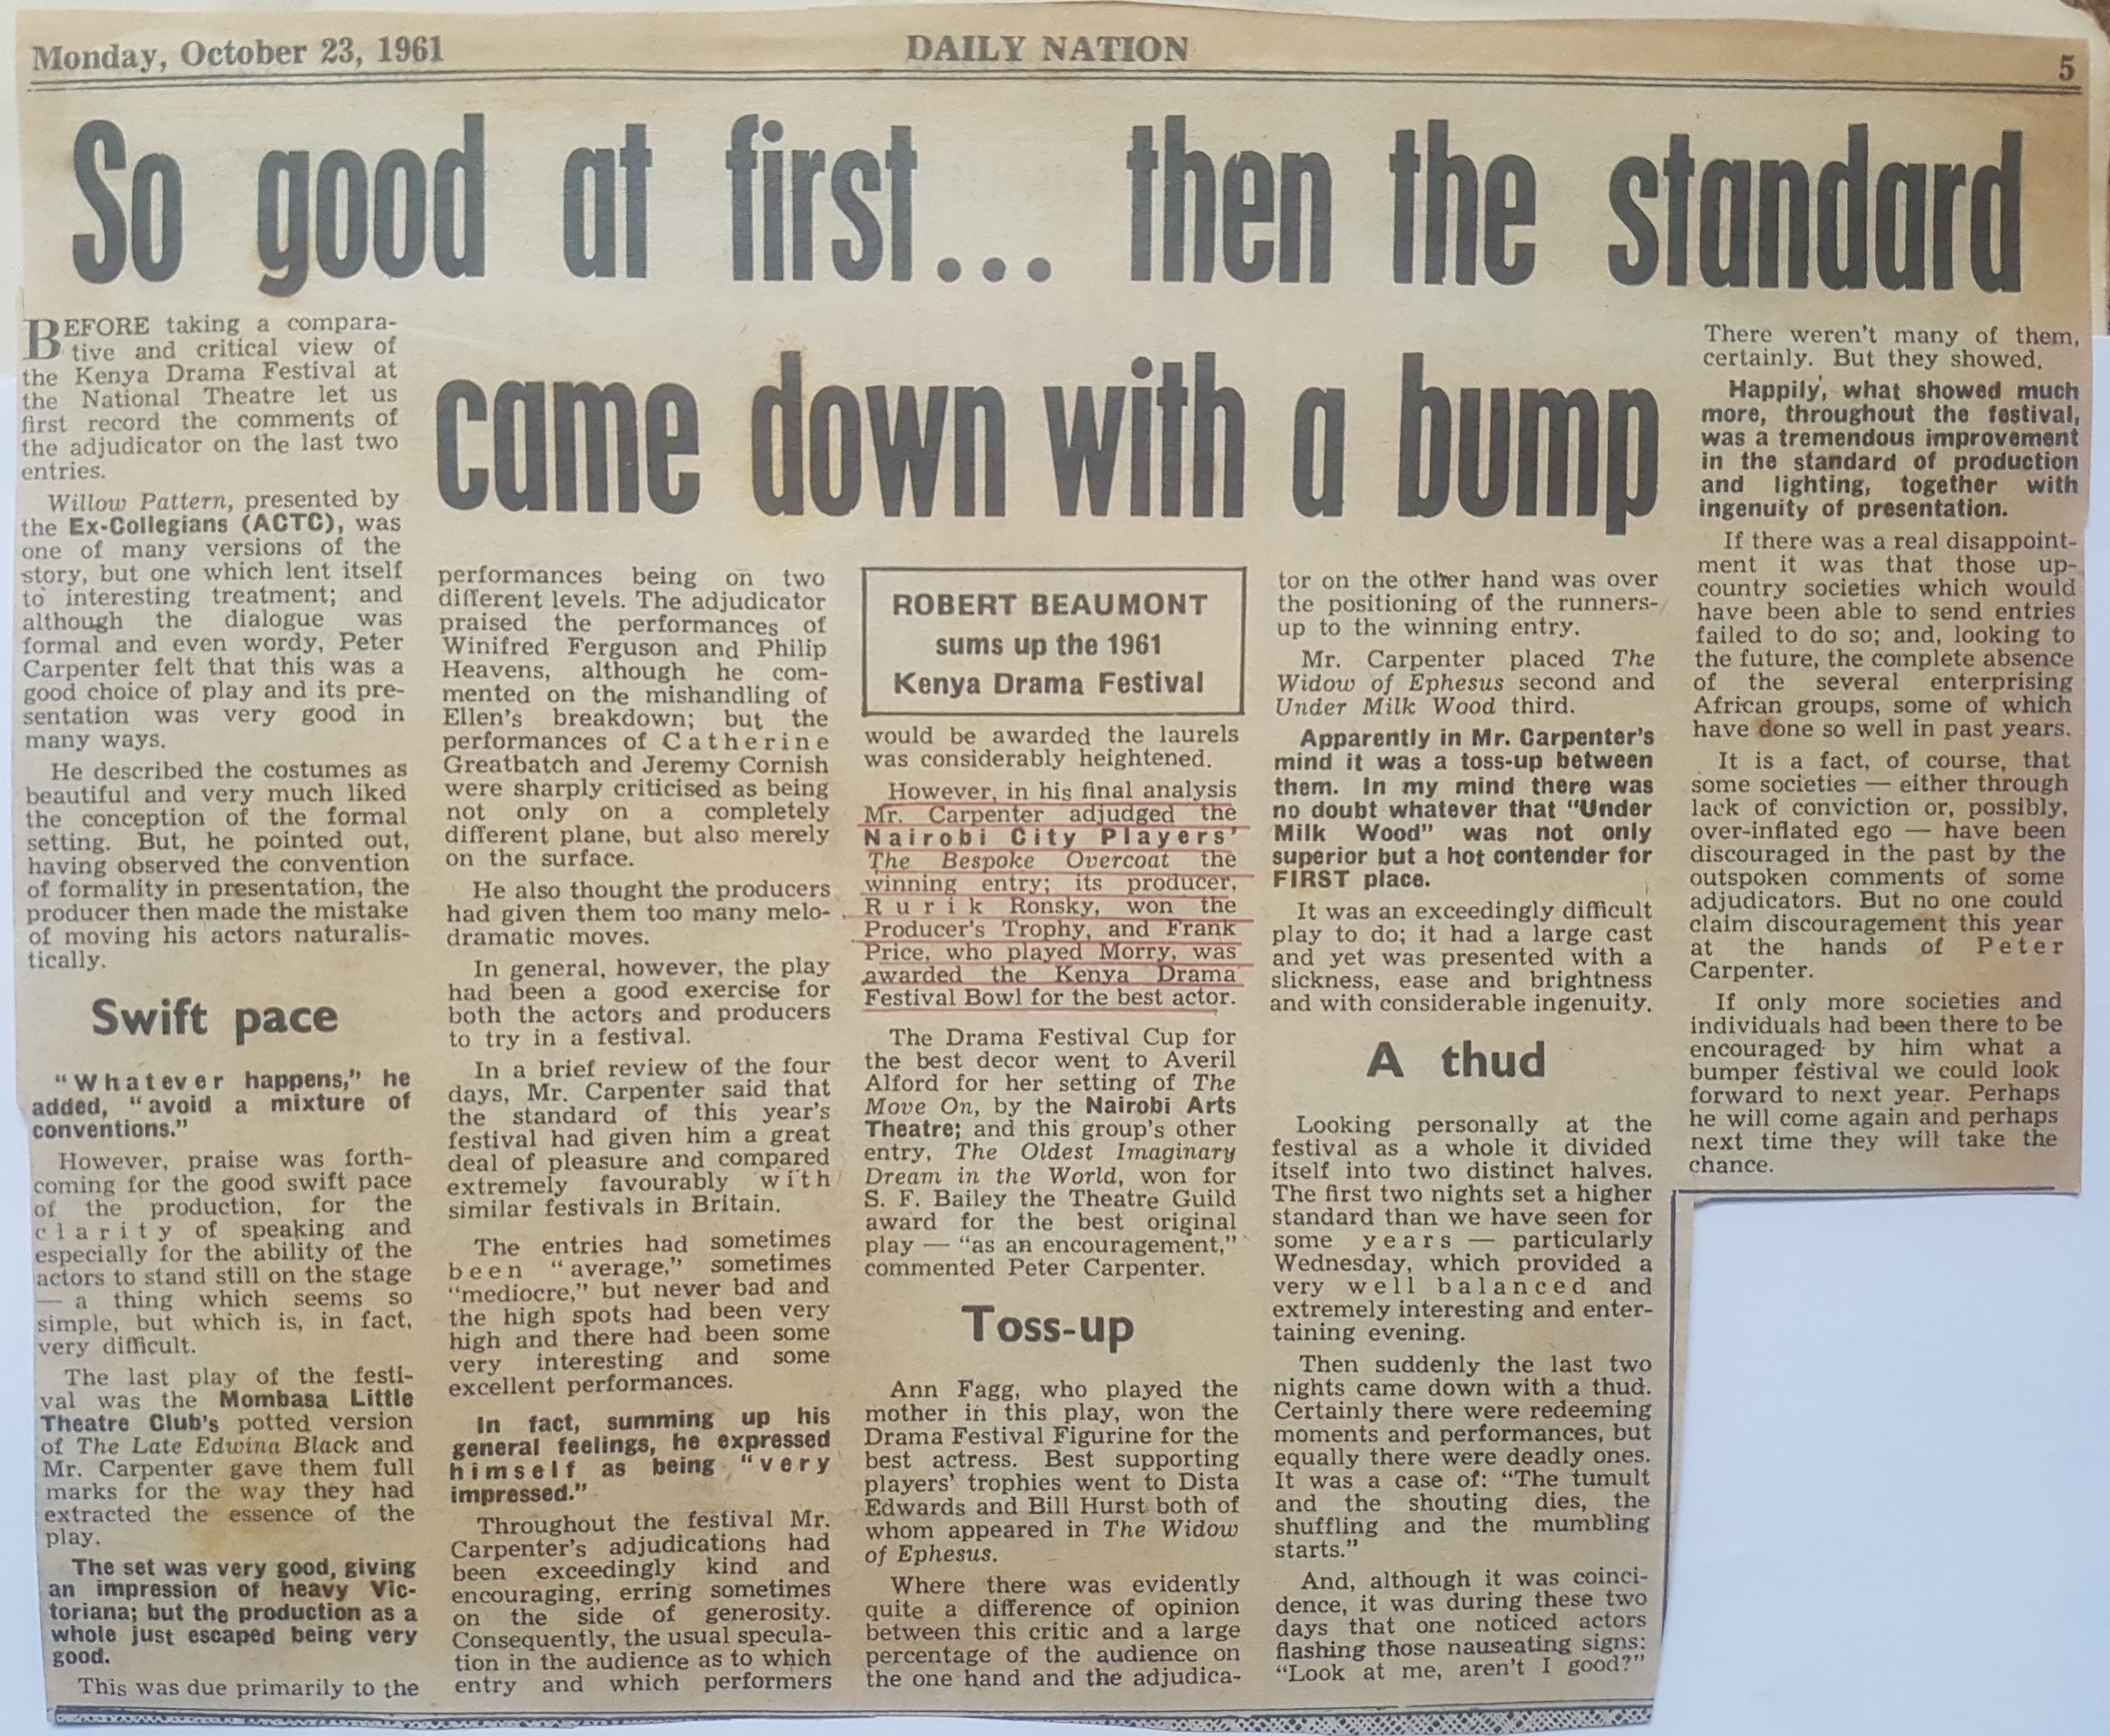 Monday, October 23, 1961
DAILY NATION
5
So good at first... then the standard
came down with a bump
BEFORE taking a compara-
tive and critical view of
the Kenya Drama Festival at
the National Theatre let us
first record the comments of
the adjudicator on the last two
entries.
Willow Pattern, presented by
the Ex-Collegians (ACTC), was
one of many versions of the
story, but one which lent itself
to interesting treatment; and
although the dialogue was
formal and even wordy, Peter
Carpenter felt that this was a
good choice of play and its pre-
sentation was very good in
many ways.
He described the costumes as
beautiful and very much liked
the conception of the formal
setting. But, he pointed out,
having observed the convention
of formality in presentation, the
producer then made the mistake
of moving his actors naturalis-
tically.
Swift pace
"Whatever happens," he
added, "avoid a mixture of
conventions."
However, praise was forth-
coming for the good swift pace
of the production, for the
clarity of speaking and
especially for the ability of the
actors to stand still on the stage
— a thing which seems so
simple, but which is, in fact,
very difficult.
The last play of the festi-
val was the Mombasa Little
Theatre Club's potted version
of The Late Edwina Black and
Mr. Carpenter gave them full
marks for the way they had
extracted the essence of the
play.
The set was very good, giving
an impression of heavy Vic-
toriana; but the production as a
whole just escaped being very
good.
This was due primarily to the
performances being on two
different levels. The adjudicator
praised the performances of
Winifred Ferguson and Philip
Heavens, although he com-
mented on the mishandling of
Ellen's breakdown; but the
performances of Catherine
Greatbatch and Jeremy Cornish
were sharply criticised as being
not only on a completely
different plane, but also merely
on the surface.
He also thought the producers
had given them too many melo-
dramatic moves.
In general, however, the play
had been a good exercise for
both the actors and producers
to try in a festival.
In a brief review of the four
days, Mr. Carpenter said that
the standard of this year's
festival had given him a great
deal of pleasure and compared
extremely favourably with
similar festivals in Britain.
The entries had sometimes
been "average," sometimes
"mediocre," but never bad and
the high spots had been very
high and there had been some
very interesting and some
excellent performances.
In fact, summing up his
general feelings, he expressed
himself as being "very
impressed."
Throughout the festival Mr.
Carpenter's adjudications had
been exceedingly kind and
encouraging, erring sometimes
on the side of generosity.
Consequently, the usual specula-
tion in the audience as to which
entry and which performers
ROBERT BEAUMONT
sums up the 1961
Kenya Drama Festival
would be awarded the laurels
was considerably heightened.
However, in his final analysis
Mr. Carpenter adjudged the
Nairobi City Players'
The Bespoke Overcoat the
winning entry; its producer,
Rurik Ronsky, won the
Producer's Trophy, and Frank
Price, who played Morry, was
awarded the Kenya Drama
Festival Bowl for the best actor.
The Drama Festival Cup for
the best decor went to Averil
Alford for her setting of The
Move On, by the Nairobi Arts
Theatre; and this group's other
entry, The Oldest Imaginary
Dream in the World, won for
S. F. Bailey the Theatre Guild
award for the best original
play — "as an encouragement,"
commented Peter Carpenter.
Toss-up
Ann Fagg, who played the
mother in this play, won the
Drama Festival Figurine for the
best actress. Best supporting
players' trophies went to Dista
Edwards and Bill Hurst both of
whom appeared in The Widow
of Ephesus.
Where there was evidently
quite a difference of opinion
between this critic and a large
percentage of the audience on
the one hand and the adjudica-
tor on the other hand was over
the positioning of the runners-
up to the winning entry.
Mr. Carpenter placed The
Widow of Ephesus second and
Under Milk Wood third.
Apparently in Mr. Carpenter's
mind it was a toss-up between
them. In my mind there was
no doubt whatever that "Under
Milk Wood" was not only
superior but a hot contender for
FIRST place.
It was an exceedingly difficult
play to do; it had a large cast
and yet was presented with a
slickness, ease and brightness
and with considerable ingenuity.
A thud
Looking personally at the
festival as a whole it divided
itself into two distinct halves.
The first two nights set a higher
standard than we have seen for
some years — particularly
Wednesday, which provided a
very well balanced and
extremely interesting and enter-
taining evening.
Then suddenly the last two
nights came down with a thud.
Certainly there were redeeming
moments and performances, but
equally there were deadly ones.
It was a case of: "The tumult
and the shouting dies, the
shuffling and the mumbling
starts."
And, although it was coinci-
dence, it was during these two
days that one noticed actors
flashing those nauseating signs:
"Look at me, aren't I good?"
There weren't many of them,
certainly. But they showed.
Happily, what showed much
more, throughout the festival,
was a tremendous improvement
in the standard of production
and lighting, together with
ingenuity of presentation.
If there was a real disappoint-
ment it was that those up-
country societies which would
have been able to send entries
failed to do so; and, looking to
the future, the complete absence
of the several enterprising
African groups, some of which
have done so well in past years.
It is a fact, of course, that
some societies — either through
lack of conviction or, possibly,
over-inflated ego — have been
discouraged in the past by the
outspoken comments of some
adjudicators. But no one could
claim discouragement this year
at the hands of Peter
Carpenter.
If only more societies and
individuals had been there to be
encouraged by him what a
bumper festival we could look
forward to next year. Perhaps
he will come again and perhaps
next time they will take the
chance.